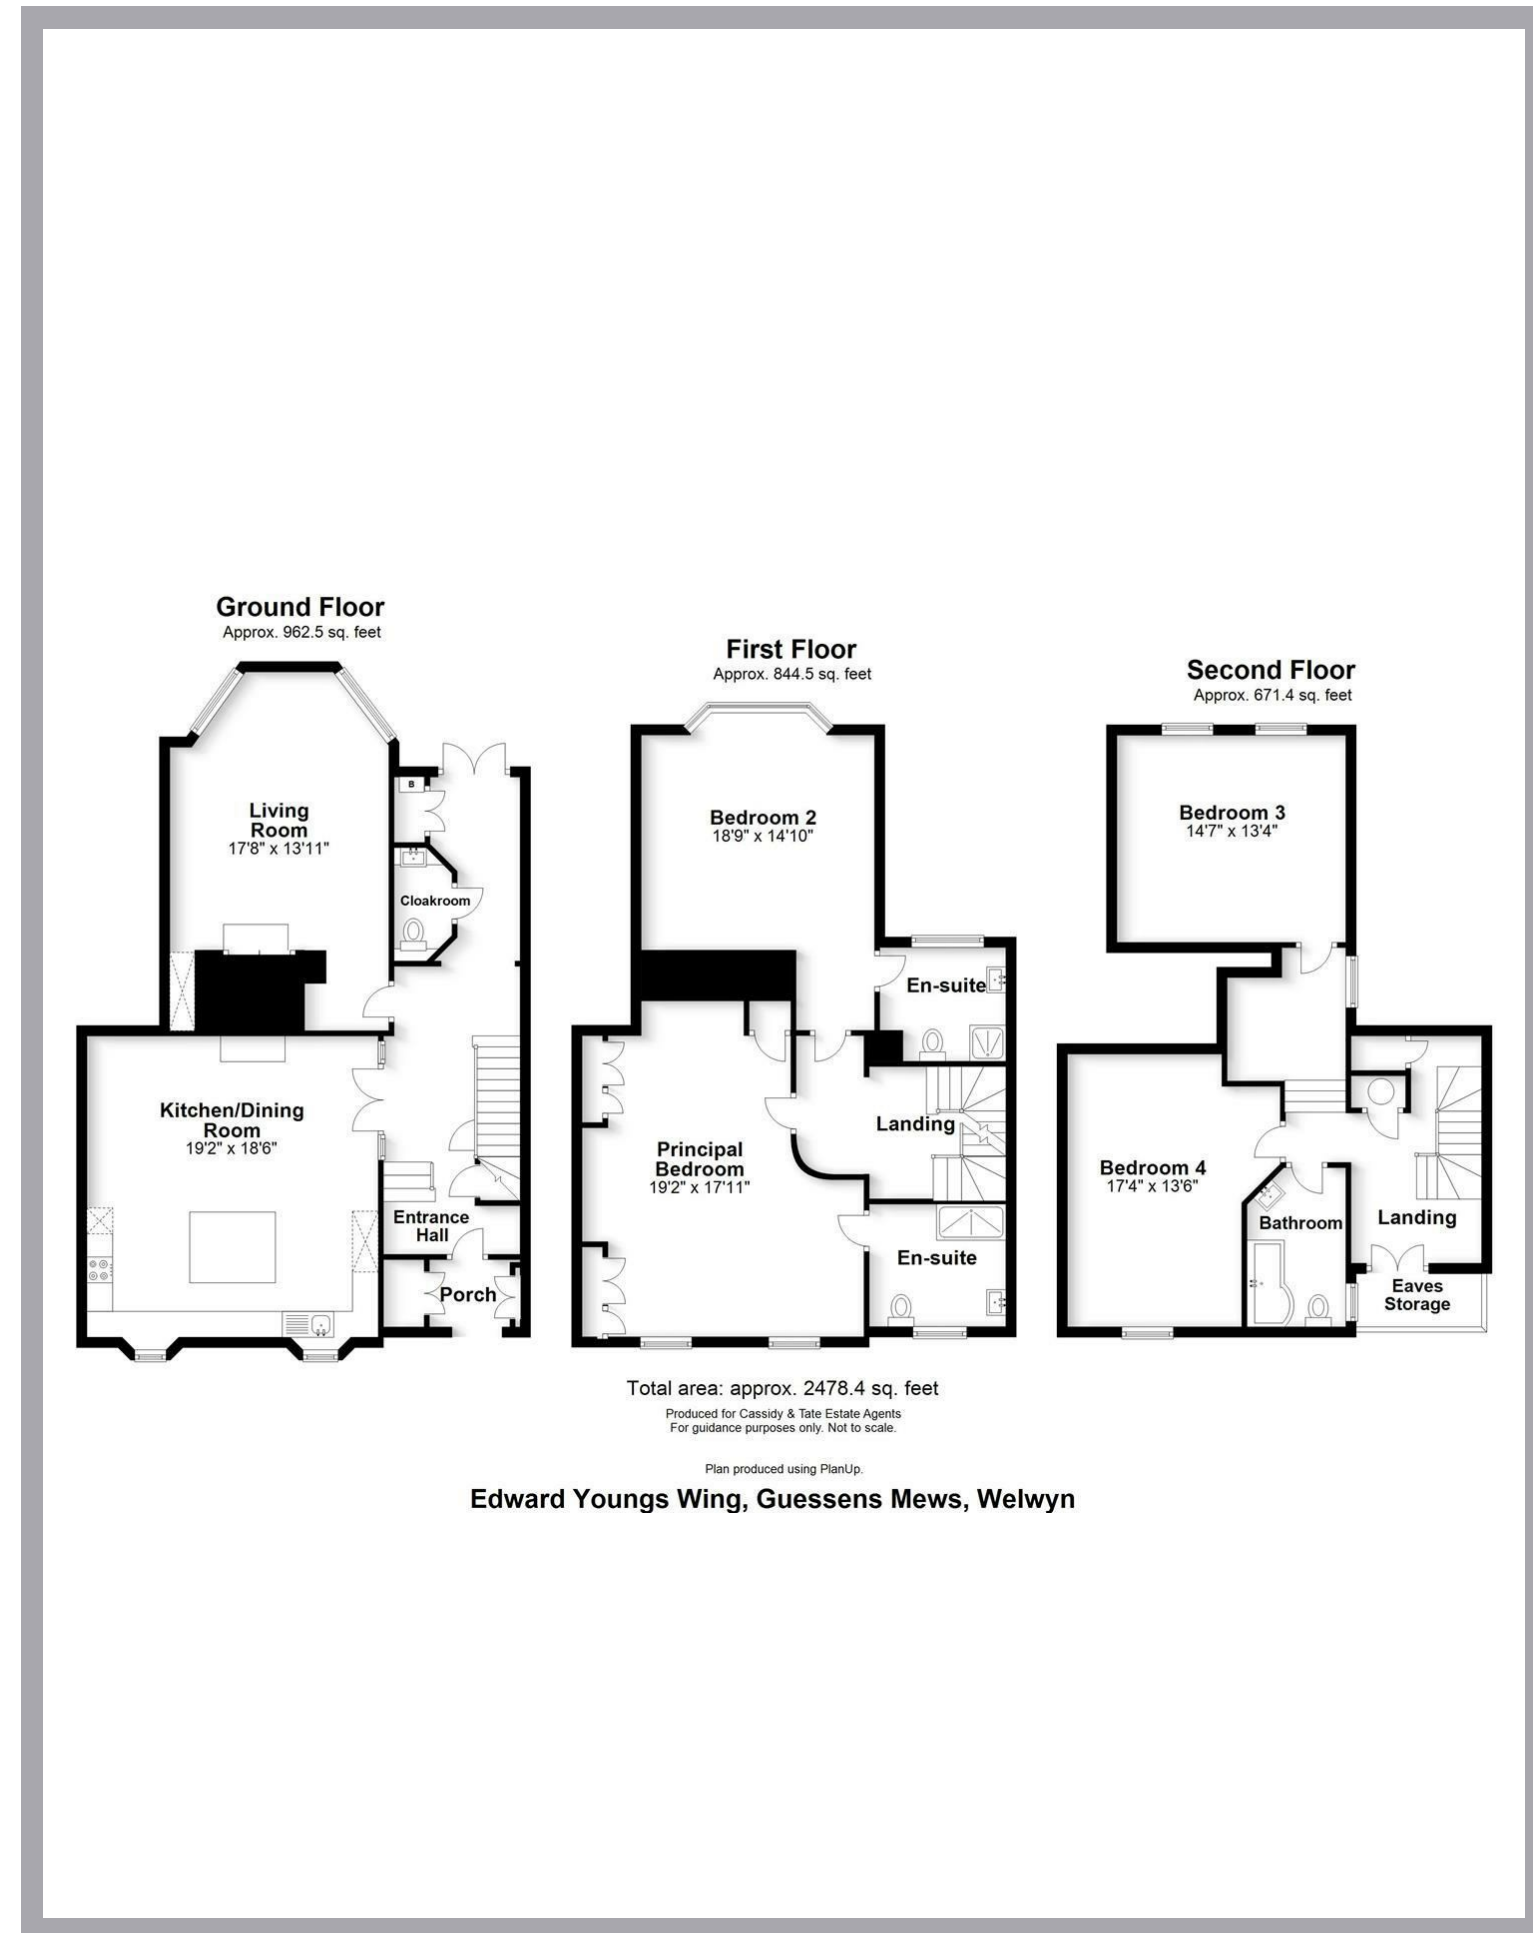 Ground Floor
Approx. 962.5 sq. feet
B
Living
Room
17'8" x 13'11"
Cloakroom
Kitchen/Dining
Room
19'2" x 18'6"
Entrance
Hall
Porch
First Floor
Approx. 844.5 sq. feet
Bedroom 2
18'9" x 14'10"
En-suite
Landing
Principal
Bedroom
19'2" x 17'11"
En-suite
Second Floor
Approx. 671.4 sq. feet
Bedroom 3
14'7" x 13'4"
Bedroom 4
17'4" x 13'6"
Bathroom
Landing
Eaves
Storage
Total area: approx. 2478.4 sq. feet
Produced for Cassidy & Tate Estate Agents
For guidance purposes only. Not to scale.
Plan produced using PlanUp.
Edward Youngs Wing, Guessens Mews, Welwyn